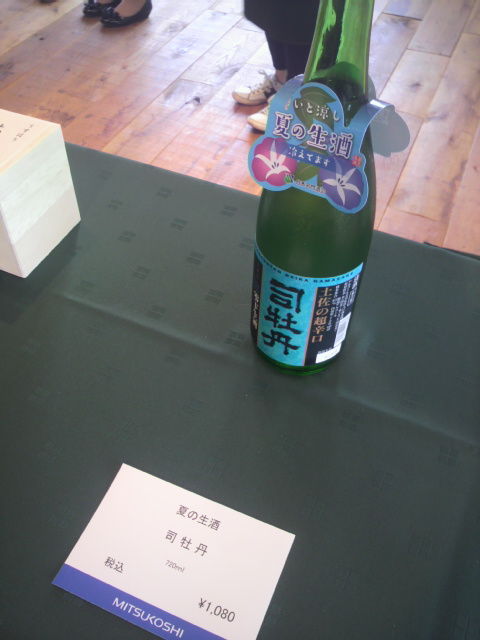 いと涼し
夏の生酒
冷えてます
司牡丹
土佐の超辛口
夏の生酒
司牡丹
720ml
税込
¥1,080
MITSUKOSHI